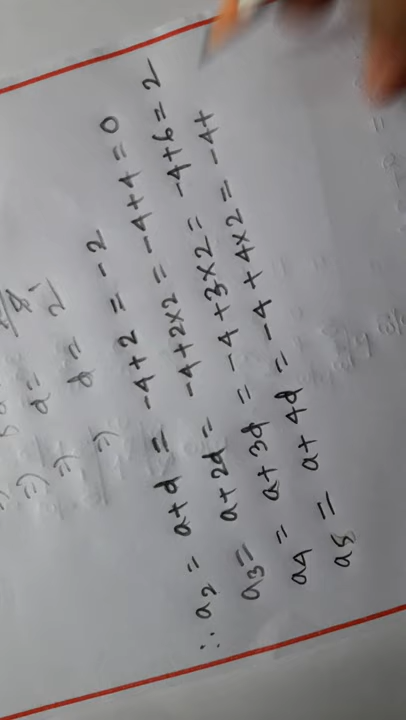 ⇒ d =
⇒ d = 2
∴ a2 = a+d = -4+2 = -2
a3 = a+2d = -4+2×2 = -4+4 = 0
a4 = a+3d = -4+3×2 = -4+6 = 2
a5 = a+4d = -4+4×2 = -4+